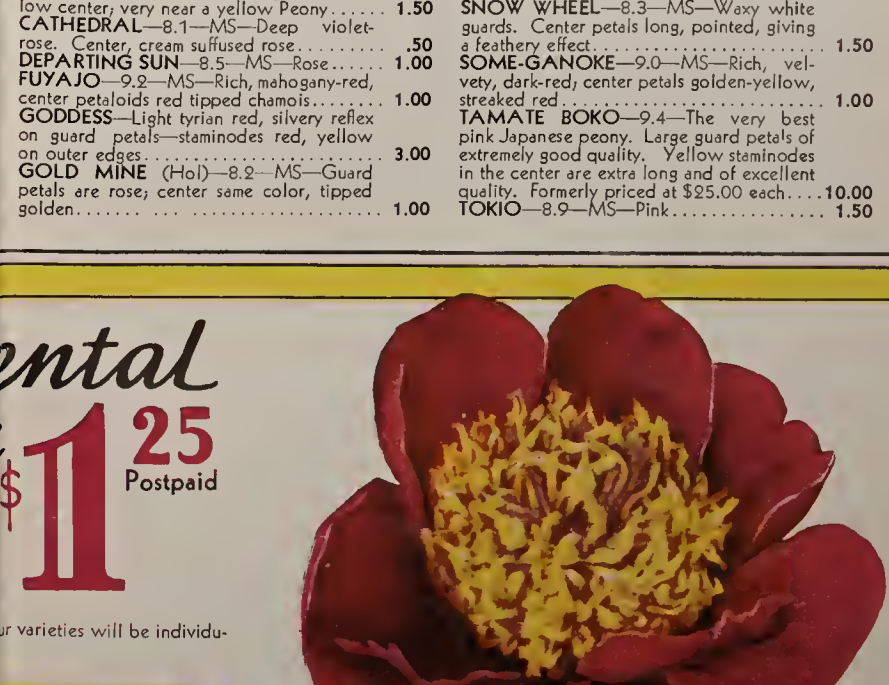 low center; very near a yellow Peony...... 1.50
CATHEDRAL—8.1—MS—Deep violet-
rose. Center, cream suffused rose.......... .50
DEPARTING SUN—8.5—MS—Rose..... 1.00
FUYAJO—9.2—MS—Rich, mahogany-red,
center petaloids red tipped chamois....... 1.00
GODDESS—Light tyrian red, silvery reflex
on guard petals—staminodes red, yellow
on outer edges........................ 3.00
GOLD MINE (Hol)—8.2—MS—Guard
petals are rose; center same color, tipped
golden....... ... ..................... 1.00
SNOW WHEEL—8.3—MS—Waxy white
guards. Center petals long, pointed, giving
a feathery effect........................ 1.50
SOME-GANOKE—9.0—MS—Rich, vel-
vety, dark-red; center petals golden-yellow,
streaked red........................... 1.00
TAMATE BOKO—9.4—The very best
pink Japanese peony. Large guard petals of
extremely good quality. Yellow staminodes
in the center are extra long and of excellent
quality. Formerly priced at $25.00 each....10.00
TOKIO—8.9—MS—Pink................ 1.50
ental
$1 25
Postpaid
ur varieties will be individu-